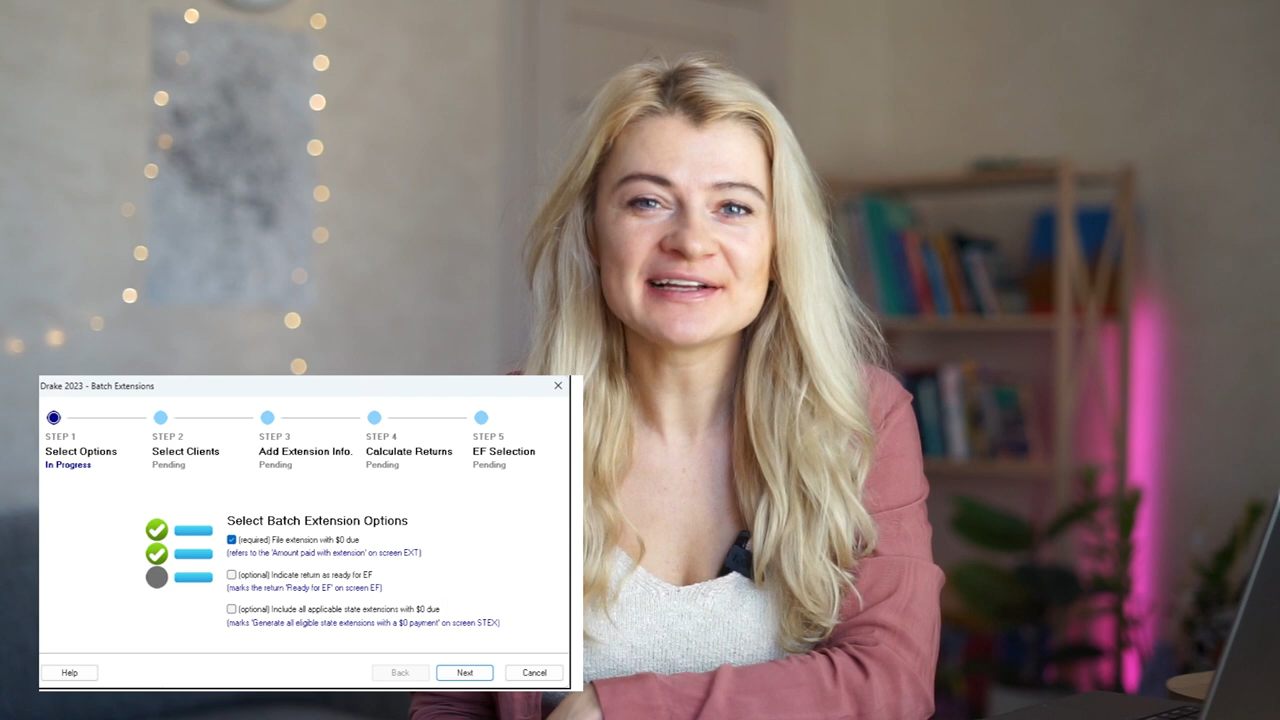 Drake 2023 - Batch Extensions
STEP 1
Select Options
In Progress
STEP 2
Select Clients
Pending
STEP 3
Add Extension Info.
Pending
STEP 4
Calculate Returns
Pending
STEP 5
EF Selection
Pending
Select Batch Extension Options
(required) File extension with $0 due
(refers to the 'Amount paid with extension' on screen EXT)
(optional) Indicate return as ready for EF
(marks the return 'Ready for EF' on screen EF)
(optional) Include all applicable state extensions with $0 due
(marks 'Generate all eligible state extensions with a $0 payment' on screen STEX)
Help
Back
Next
Cancel